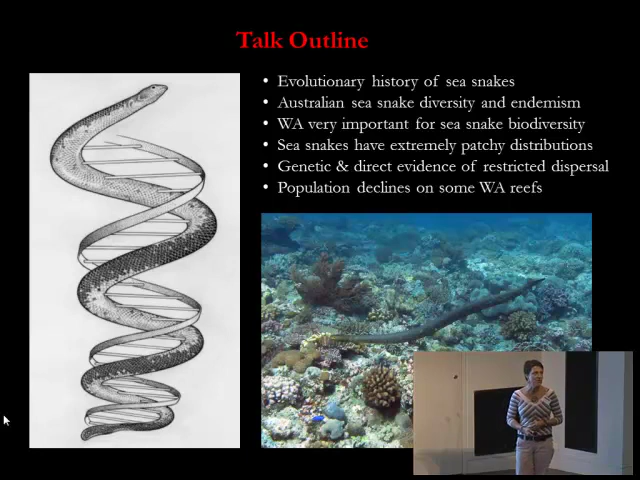 Talk Outline
• Evolutionary history of sea snakes
• Australian sea snake diversity and endemism
• WA very important for sea snake biodiversity
• Sea snakes have extremely patchy distributions
• Genetic & direct evidence of restricted dispersal
• Population declines on some WA reefs